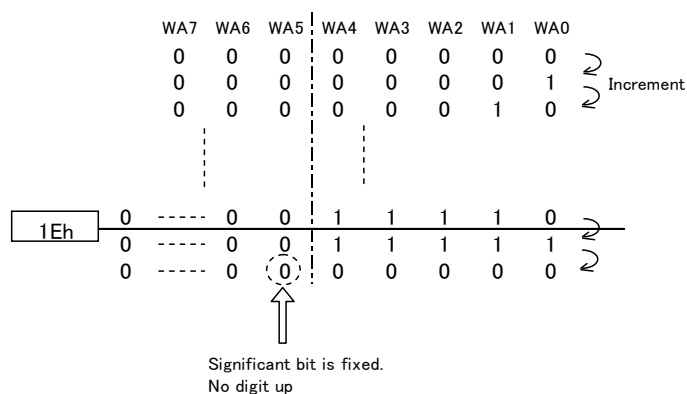 WA7 WA6 WA5 WA4 WA3 WA2 WA1 WA0
0 0 0 0 0 0 0 0
0 0 0 0 0 0 0 1
Increment
0 0 0 0 0 0 1 0
0 ----- 0 0 1 1 1 1 0
1Eh
0 ----- 0 0 1 1 1 1 1
0 ----- 0 0 0 0 0 0 0
Significant bit is fixed.
No digit up